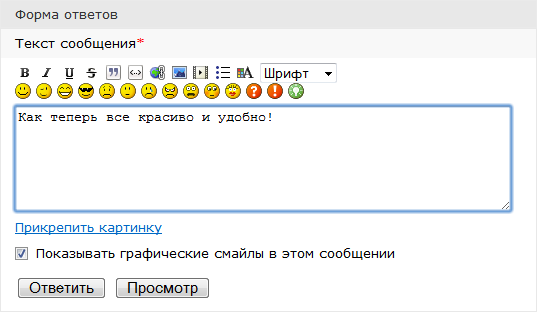 Форма ответов
Текст сообщения*
B I U S Шрифт
Как теперь все красиво и удобно!
Прикрепить картинку
Показывать графические смайлы в этом сообщении
Ответить Просмотр